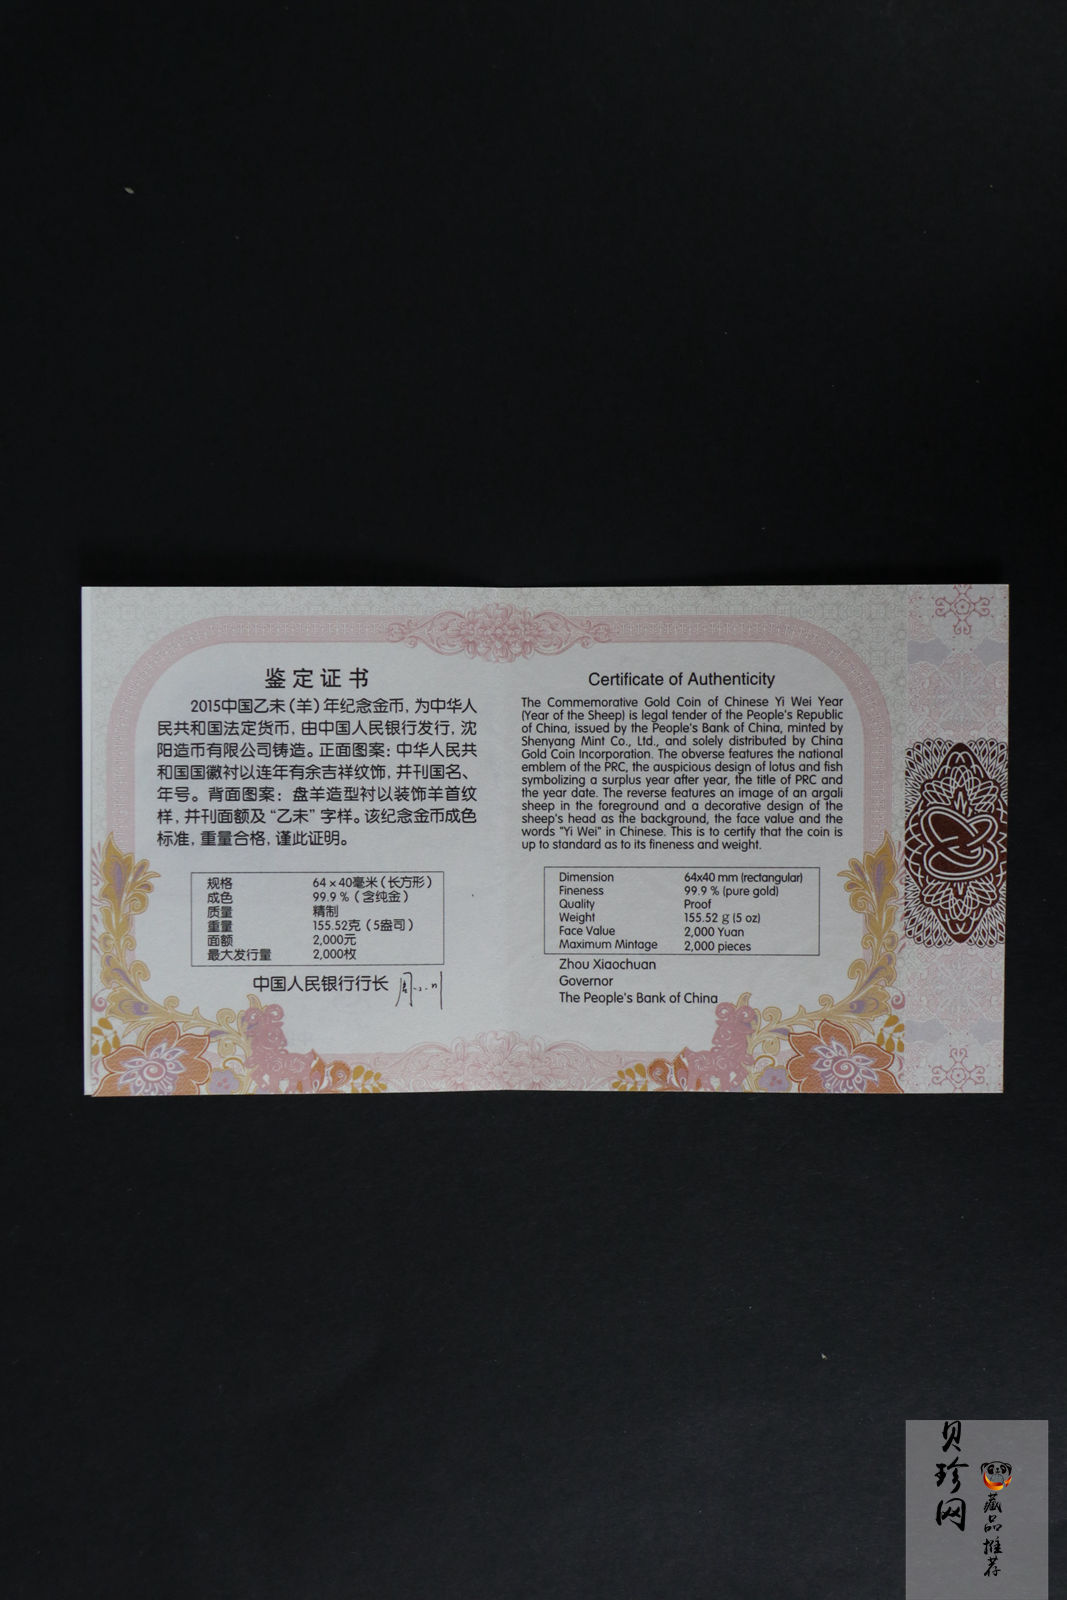 鉴定证书
2015中国乙未（羊）年纪念金币，为中华人
民共和国法定货币，由中国人民银行发行，沈
阳造币有限公司铸造。正面图案：中华人民共
和国国徽衬以连年有余吉祥纹饰，并刊国名、
年号。背面图案：盘羊造型衬以装饰羊首纹
样，并刊面额及“乙未”字样。该纪念金币成色
标准，重量合格，谨此证明。
规格 64×40毫米（长方形）
成色 99.9％（含纯金）
质量 精制
重量 155.52克（5盎司）
面额 2,000元
最大发行量 2,000枚
中国人民银行行长
Certificate of Authenticity
The Commemorative Gold Coin of Chinese Yi Wei Year
(Year of the Sheep) is legal tender of the People's Republic
of China, issued by the People's Bank of China, minted by
Shenyang Mint Co., Ltd., and solely distributed by China
Gold Coin Incorporation. The obverse features the national
emblem of the PRC, the auspicious design of lotus and fish
symbolizing a surplus year after year, the title of PRC and
the year date. The reverse features an image of an argali
sheep in the foreground and a decorative design of the
sheep's head as the background, the face value and the
words "Yi Wei" in Chinese. This is to certify that the coin is
up to standard as to its fineness and weight.
Dimension 64x40 mm (rectangular)
Fineness 99.9 % (pure gold)
Quality Proof
Weight 155.52 g (5 oz)
Face Value 2,000 Yuan
Maximum Mintage 2,000 pieces
Zhou Xiaochuan
Governor
The People's Bank of China
贝珍网
藏品推荐